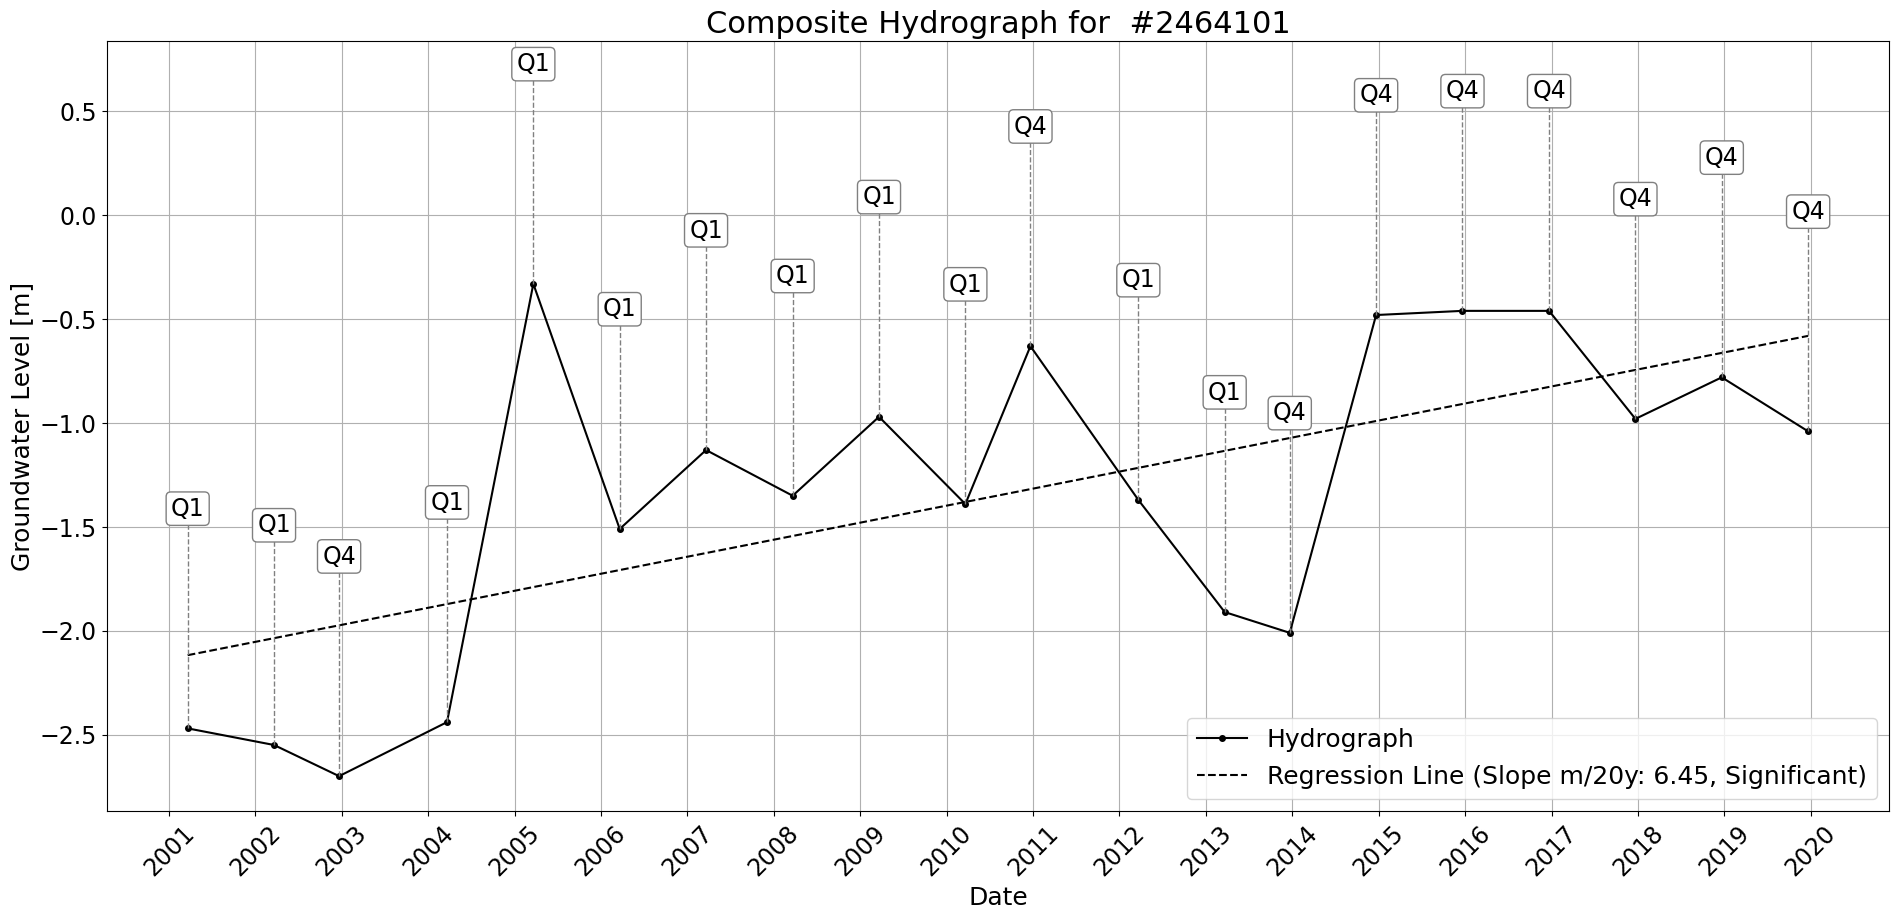 Composite Hydrograph for  #2464101
Q1
Q1
Q4
Q1
Q1
Q1
Q1
Q1
Q1
Q1
Q4
Q1
Q1
Q4
Q4
Q4
Q4
Q4
Q4
Q4
0.5
0.0
−0.5
−1.0
−1.5
−2.0
−2.5
Groundwater Level [m]
Hydrograph
Regression Line (Slope m/20y: 6.45, Significant)
2001
2002
2003
2004
2005
2006
2007
2008
2009
2010
2011
2012
2013
2014
2015
2016
2017
2018
2019
2020
Date